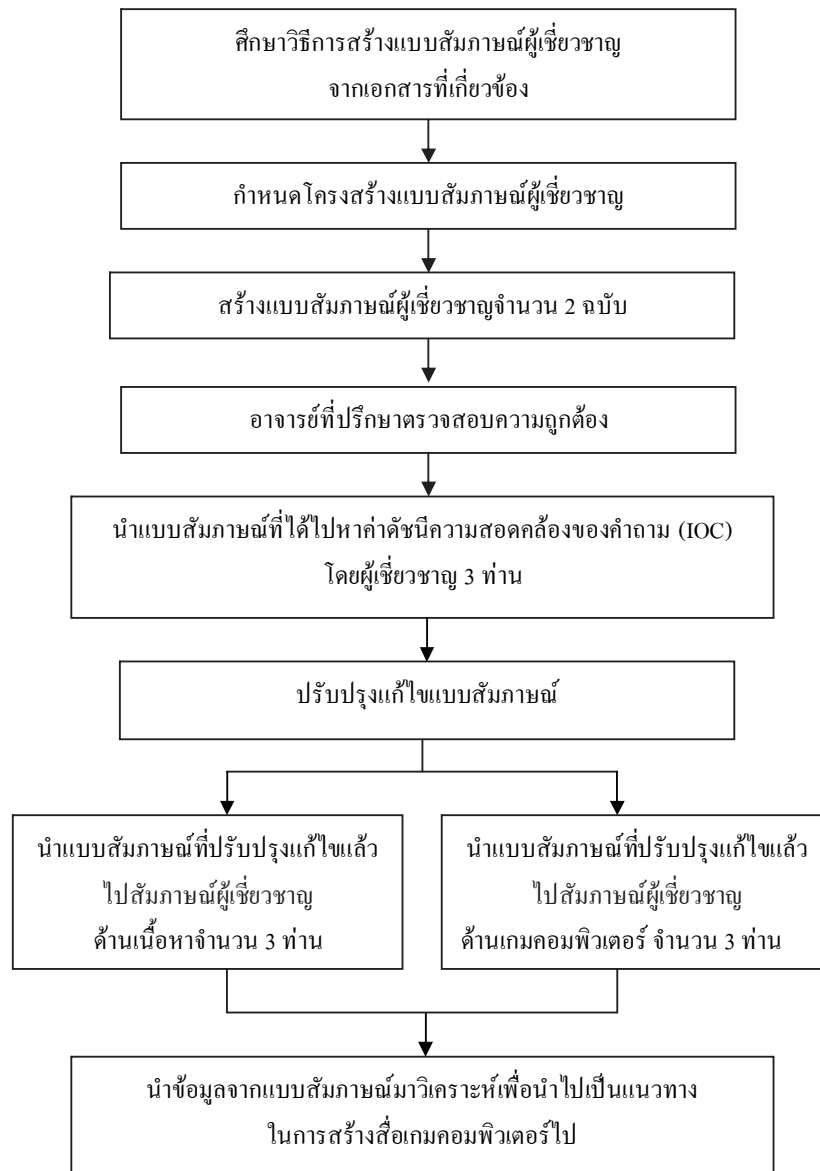 ศึกษาวิธีการสร้างแบบสัมภาษณ์ผู้เชี่ยวชาญ
จากเอกสารที่เกี่ยวข้อง
กำหนดโครงสร้างแบบสัมภาษณ์ผู้เชี่ยวชาญ
สร้างแบบสัมภาษณ์ผู้เชี่ยวชาญจำนวน 2 ฉบับ
อาจารย์ที่ปรึกษาตรวจสอบความถูกต้อง
นำแบบสัมภาษณ์ที่ได้ไปหาค่าดัชนีความสอดคล้องของคำถาม (IOC)
โดยผู้เชี่ยวชาญ 3 ท่าน
ปรับปรุงแก้ไขแบบสัมภาษณ์
นำแบบสัมภาษณ์ที่ปรับปรุงแก้ไขแล้ว
ไปสัมภาษณ์ผู้เชี่ยวชาญ
ด้านเนื้อหาจำนวน 3 ท่าน
นำแบบสัมภาษณ์ที่ปรับปรุงแก้ไขแล้ว
ไปสัมภาษณ์ผู้เชี่ยวชาญ
ด้านเกมคอมพิวเตอร์ จำนวน 3 ท่าน
นำข้อมูลจากแบบสัมภาษณ์มาวิเคราะห์เพื่อนำไปเป็นแนวทาง
ในการสร้างสื่อเกมคอมพิวเตอร์ไป